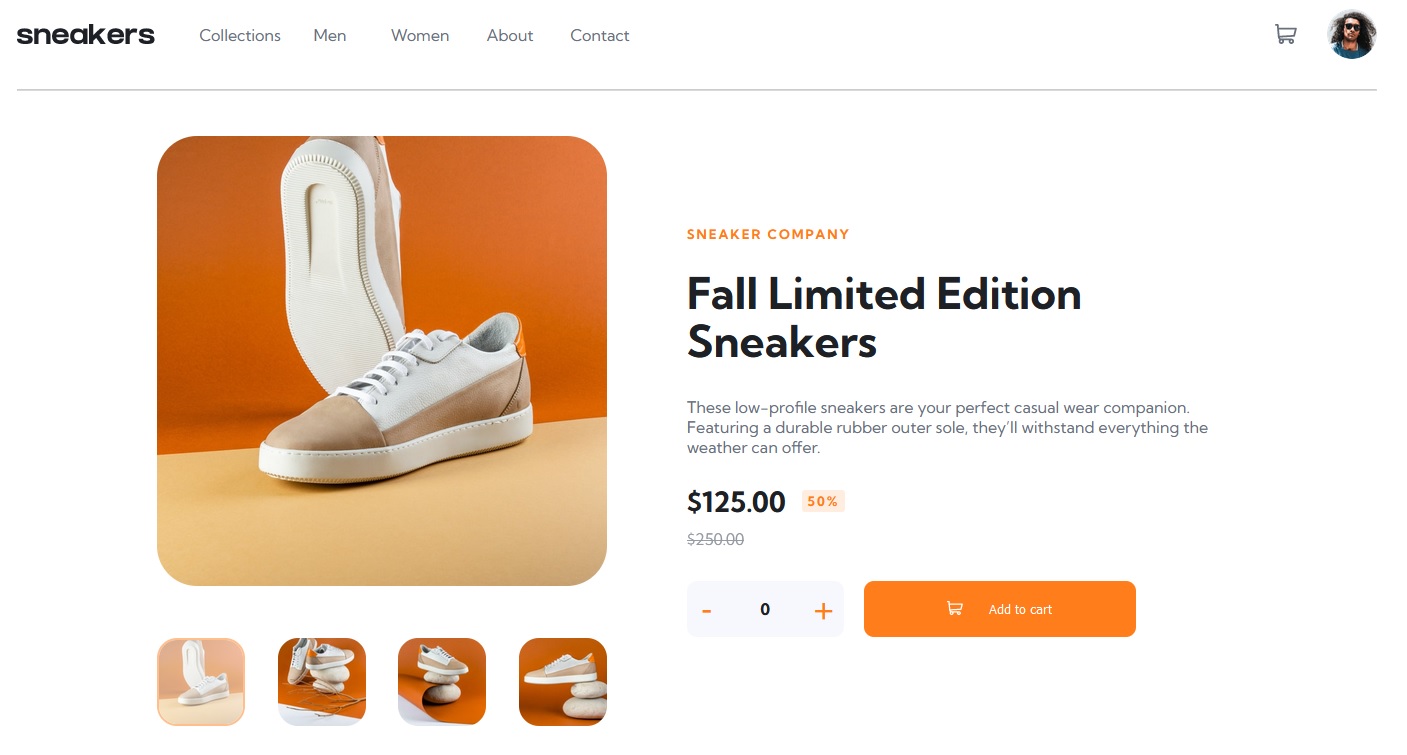 sneakers Collections Men Women About Contact
SNEAKER COMPANY
Fall Limited Edition
Sneakers
These low-profile sneakers are your perfect casual wear companion.
Featuring a durable rubber outer sole, they’ll withstand everything the
weather can offer.
$125.00 50%
$250.00
- 0 + Add to cart